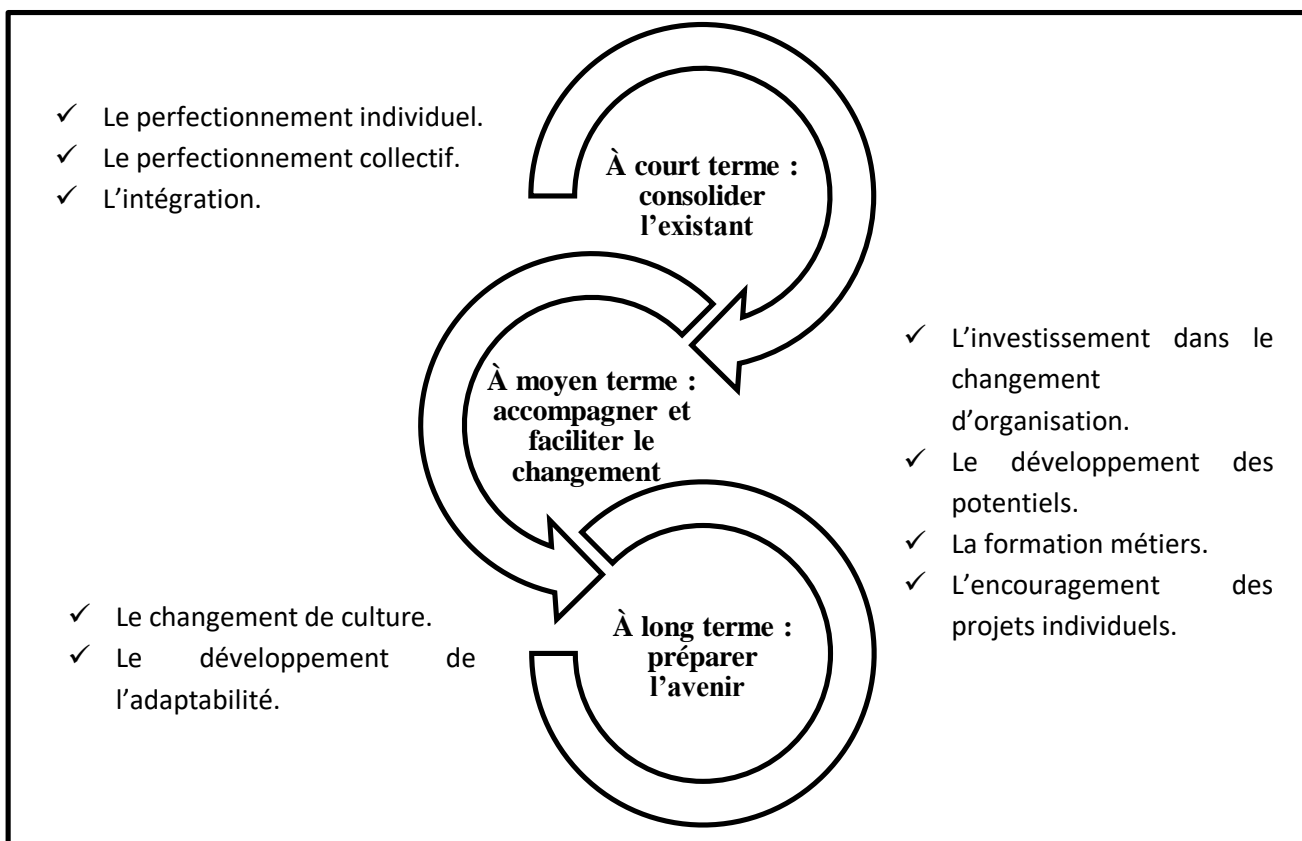 ✓ Le perfectionnement individuel.
✓ Le perfectionnement collectif.
✓ L'intégration.
À court terme :
consolider
l'existant
À moyen terme :
accompagner et
faciliter le
changement
✓ L'investissement dans le
changement
d'organisation.
✓ Le développement des
potentiels.
✓ La formation métiers.
✓ L'encouragement des
projets individuels.
✓ Le changement de culture.
✓ Le développement de
l'adaptabilité.
À long terme :
préparer
l'avenir